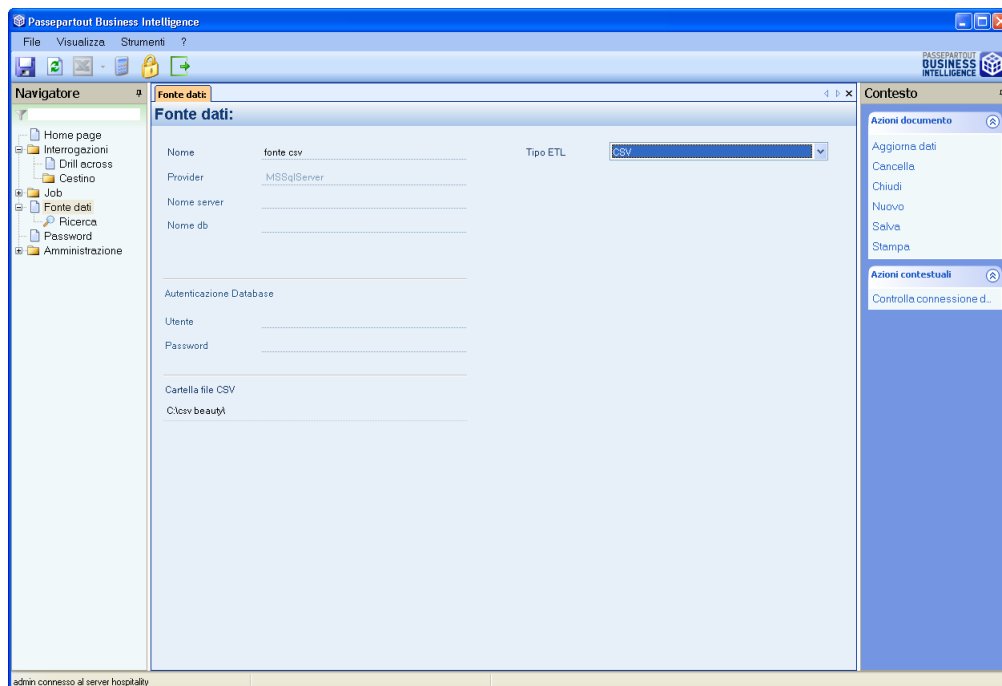 Passepartout Business Intelligence
File Visualizza Strumenti ?
PASSEPARTOUT
BUSINESS
INTELLIGENCE
Navigatore
Home page
Interrogazioni
Drill across
Cestino
Job
Fonte dati
Ricerca
Password
Amministrazione
Fonte dati:
Fonte dati:
Nome fonte csv Tipo ETL CSV
Provider MSSqlServer
Nome server
Nome db
Autenticazione Database
Utente
Password
Cartella file CSV
C:\csv beauty\
Contesto
Azioni documento
Aggiorna dati
Cancella
Chiudi
Nuovo
Salva
Stampa
Azioni contestuali
Controlla connessione d...
admin connesso al server hospitality